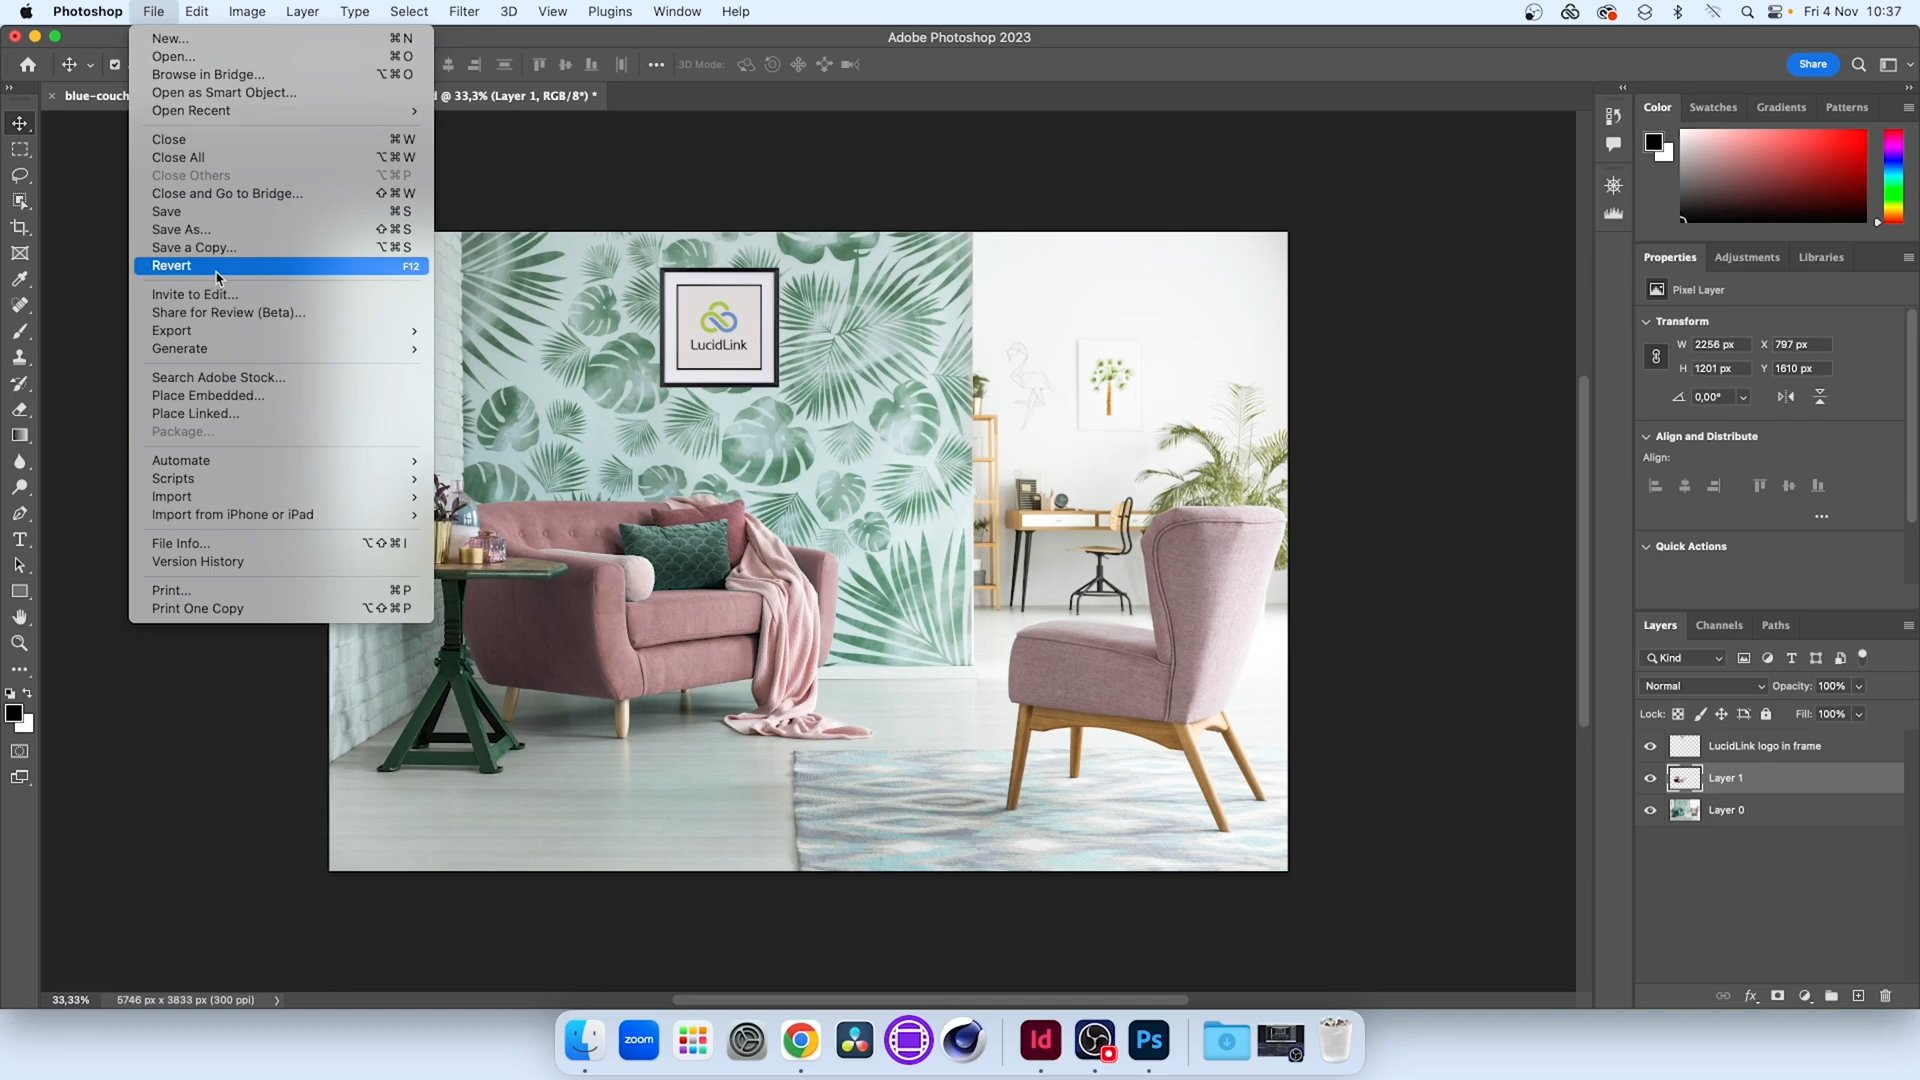 Photoshop File Edit Image Layer Type Select Filter 3D View Plugins Window Help Fri 4 Nov 10:37
Adobe Photoshop 2023
3D Mode: Share
× blue-couch d @ 33,3% (Layer 1, RGB/8*) *
New... ⌘N
Open... ⌘O
Browse in Bridge... ⌥⌘O
Open as Smart Object...
Open Recent >
Close ⌘W
Close All ⌥⌘W
Close Others ⌥⌘P
Close and Go to Bridge... ⇧⌘W
Save ⌘S
Save As... ⇧⌘S
Save a Copy... ⌥⌘S
Revert F12
Invite to Edit...
Share for Review (Beta)...
Export >
Generate >
Search Adobe Stock...
Place Embedded...
Place Linked...
Package...
Automate >
Scripts >
Import >
Import from iPhone or iPad >
File Info... ⌥⇧⌘I
Version History
Print... ⌘P
Print One Copy ⌥⇧⌘P
LucidLink
Color Swatches Gradients Patterns
Properties Adjustments Libraries
Pixel Layer
Transform
W 2256 px X 797 px
H 1201 px Y 1610 px
0,00°
Align and Distribute
Align:
Quick Actions
Layers Channels Paths
Kind
Normal Opacity: 100%
Lock: Fill: 100%
LucidLink logo in frame
Layer 1
Layer 0
33,33% 5746 px x 3833 px (300 ppi) >
zoom Id Ps